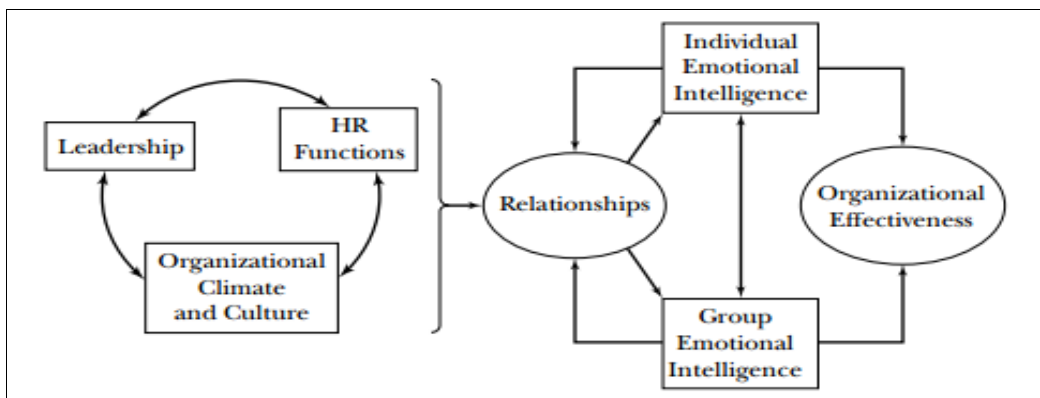 Leadership
HR
Functions
Organizational
Climate
and Culture
Relationships
Individual
Emotional
Intelligence
Group
Emotional
Intelligence
Organizational
Effectiveness